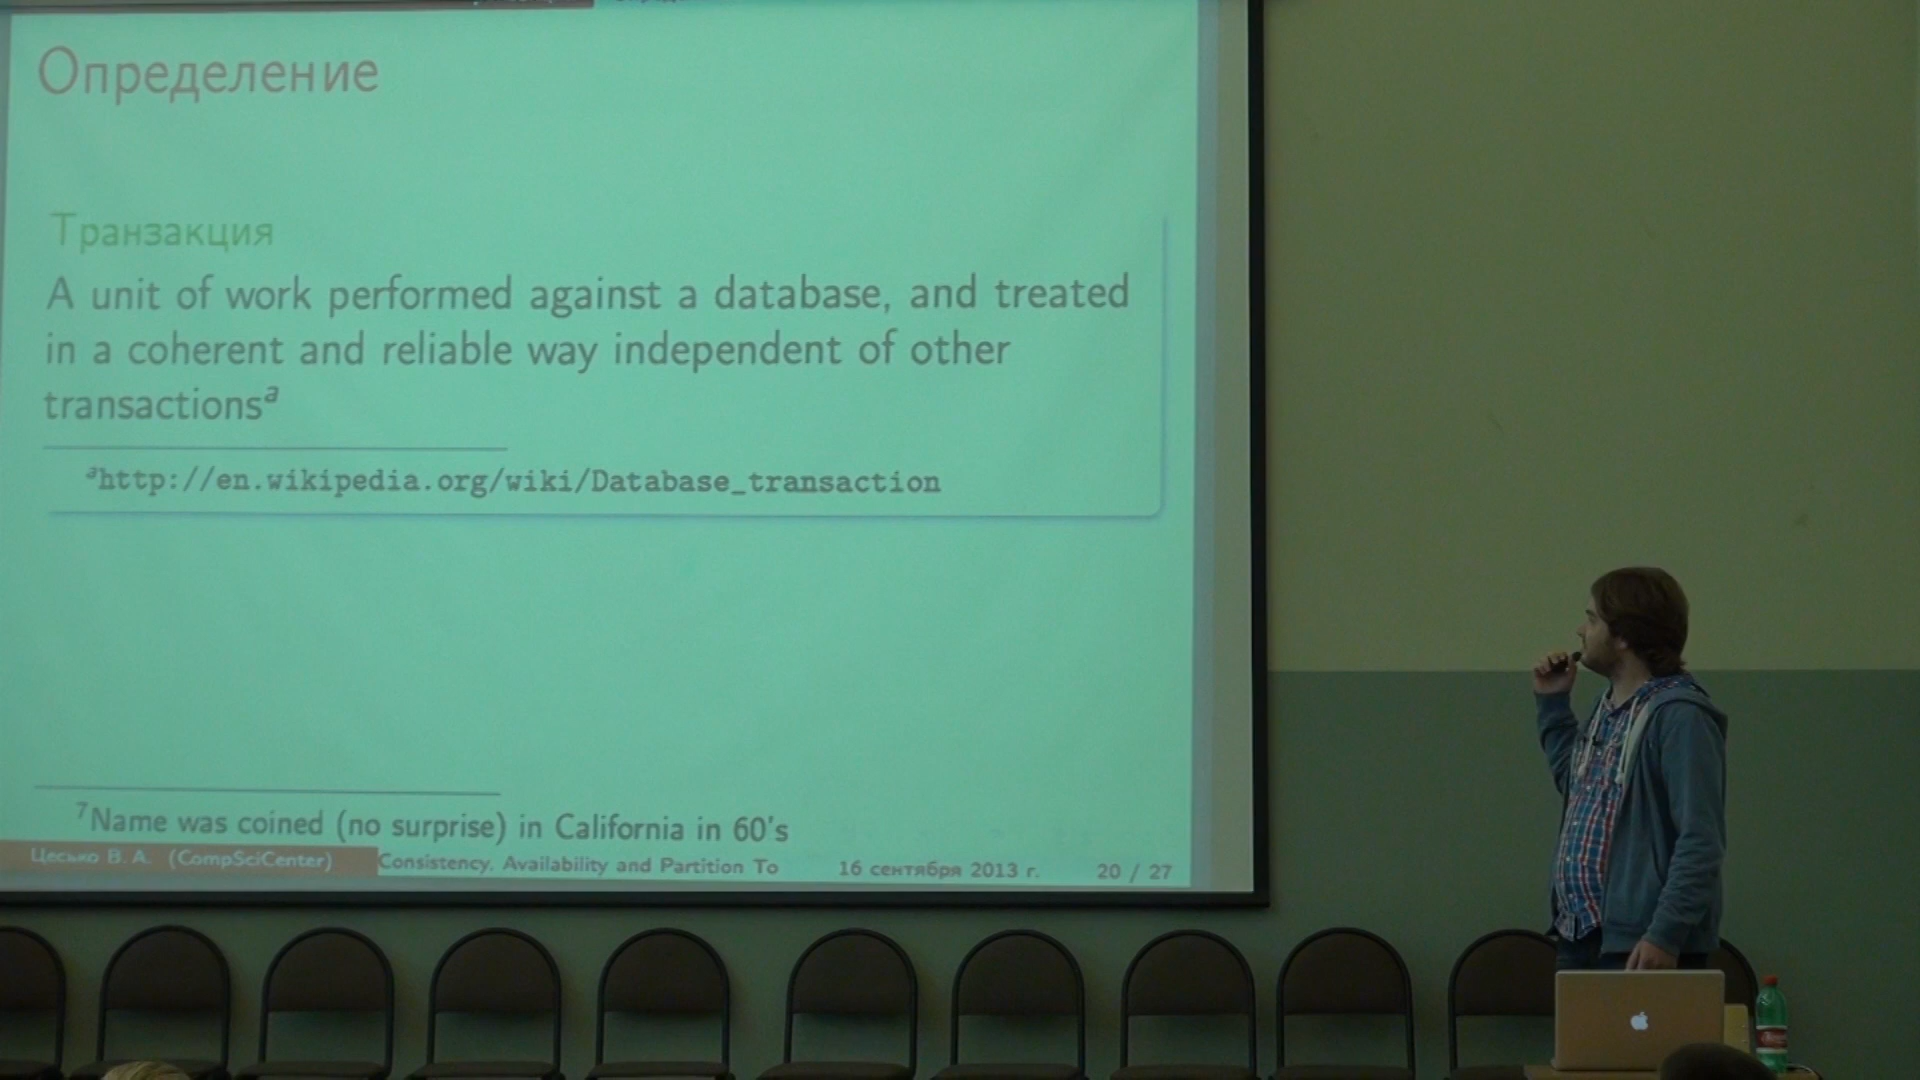 Определение
Транзакция
A unit of work performed against a database, and treated
in a coherent and reliable way independent of other
transactionsᵃ
ᵃhttp://en.wikipedia.org/wiki/Database_transaction
⁷Name was coined (no surprise) in California in 60's
Цесько В. А. (CompSciCenter) Consistency, Availability and Partition To 16 сентября 2013 г. 20 / 27